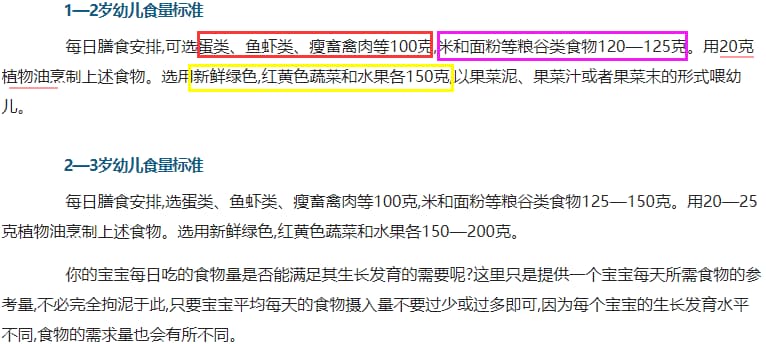 1—2岁幼儿食量标准
每日膳食安排,可选蛋类、鱼虾类、瘦畜禽肉等100克,米和面粉等粮谷类食物120—125克。用20克
植物油烹制上述食物。选用新鲜绿色,红黄色蔬菜和水果各150克,以果菜泥、果菜汁或者果菜末的形式喂幼
儿。
2—3岁幼儿食量标准
每日膳食安排,选蛋类、鱼虾类、瘦畜禽肉等100克,米和面粉等粮谷类食物125—150克。用20—25
克植物油烹制上述食物。选用新鲜绿色,红黄色蔬菜和水果各150—200克。
你的宝宝每日吃的食物量是否能满足其生长发育的需要呢?这里只是提供一个宝宝每天所需食物的参
考量,不必完全拘泥于此,只要宝宝平均每天的食物摄入量不要过少或过多即可,因为每个宝宝的生长发育水平
不同,食物的需求量也会有所不同。